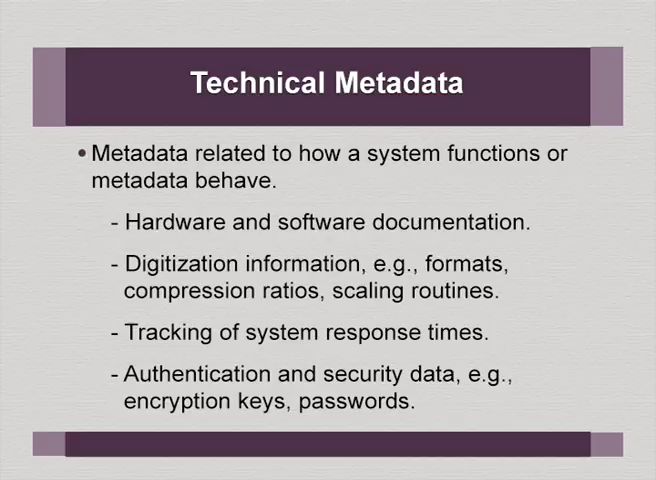 Technical Metadata
• Metadata related to how a system functions or
metadata behave.
- Hardware and software documentation.
- Digitization information, e.g., formats,
compression ratios, scaling routines.
- Tracking of system response times.
- Authentication and security data, e.g.,
encryption keys, passwords.